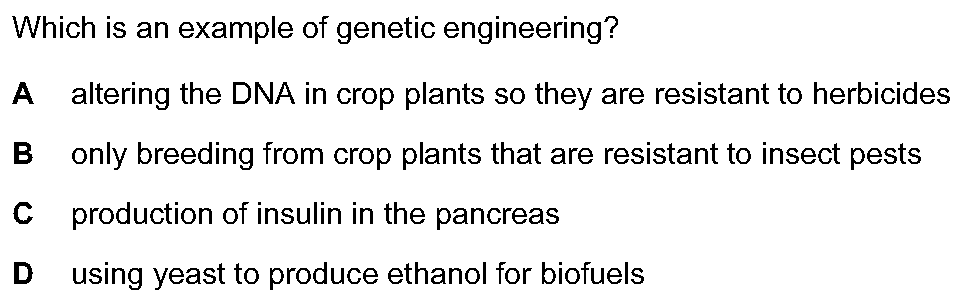 Which is an example of genetic engineering?
A altering the DNA in crop plants so they are resistant to herbicides
B only breeding from crop plants that are resistant to insect pests
C production of insulin in the pancreas
D using yeast to produce ethanol for biofuels